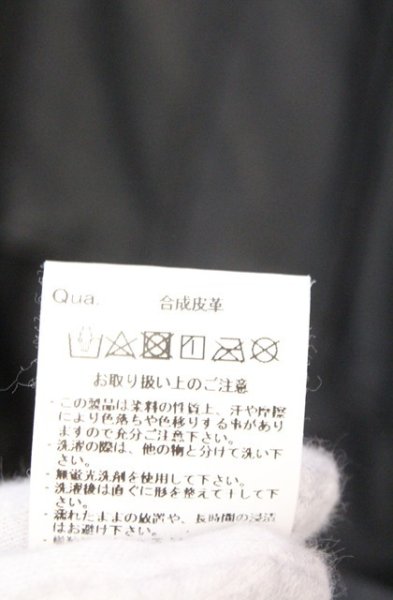 Qua. 合成皮革
お取り扱い上のご注意
・この製品は染料の性質上、汗や摩擦
により色落ちや色移りする事があり
ますので充分ご注意下さい。
・洗濯の際は、他の物と分けて洗い下
さい。
・無蛍光洗剤を使用して下さい。
・洗濯後は直ぐに形を整えて干して下
さい。
・濡れたままの放置や、長時間の浸漬
はお避け下さい。